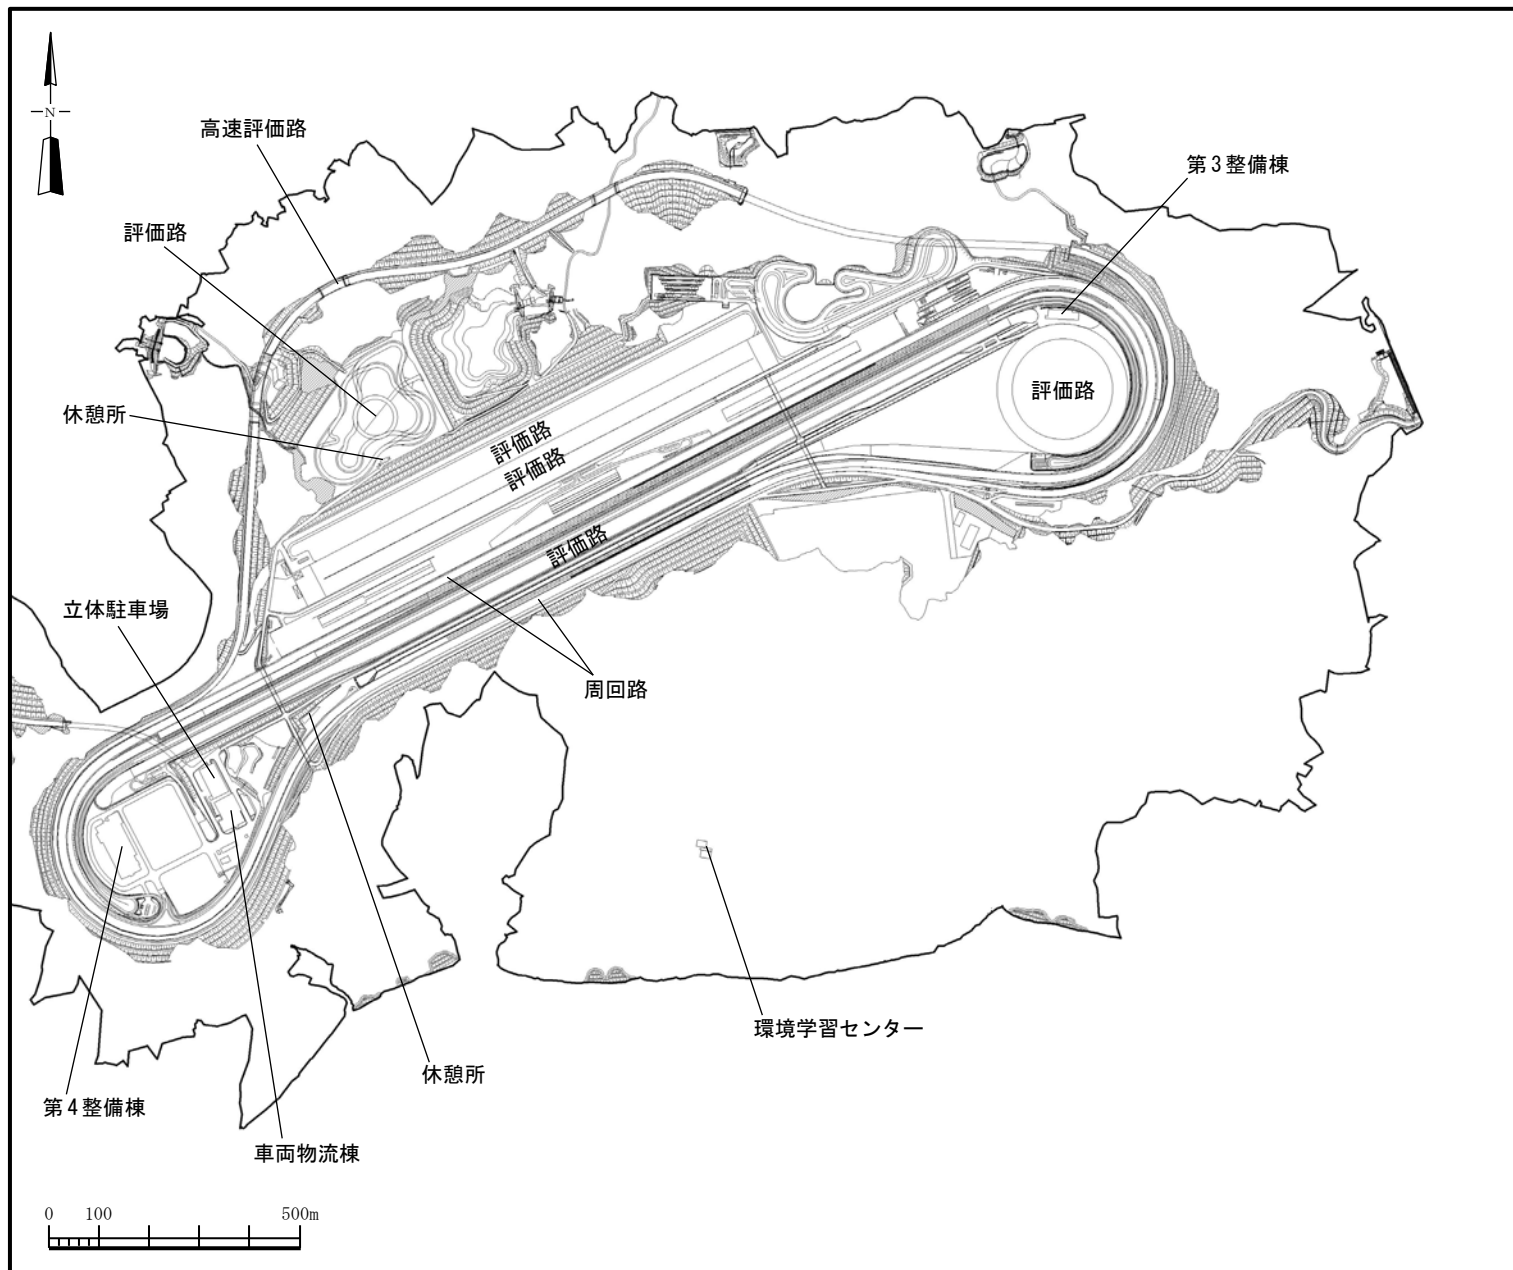 N
高速評価路
第3整備棟
評価路
評価路
休憩所
評価路
評価路
評価路
立体駐車場
周回路
環境学習センター
休憩所
第4整備棟
車両物流棟
0 100 500m